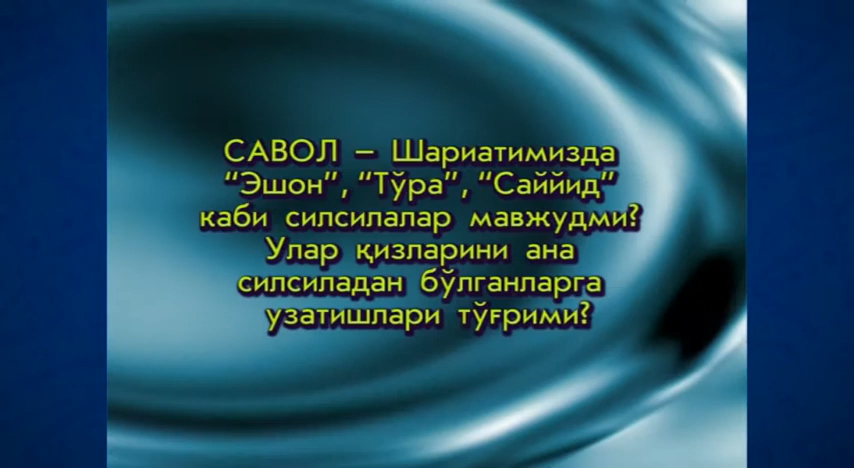 САВОЛ – Шариатимизда
“Эшон”, “Тўра”, “Саййид”
каби силсилалар мавжудми?
Улар қизларини ана
силсиладан бўлганларга
узатишлари тўғрими?